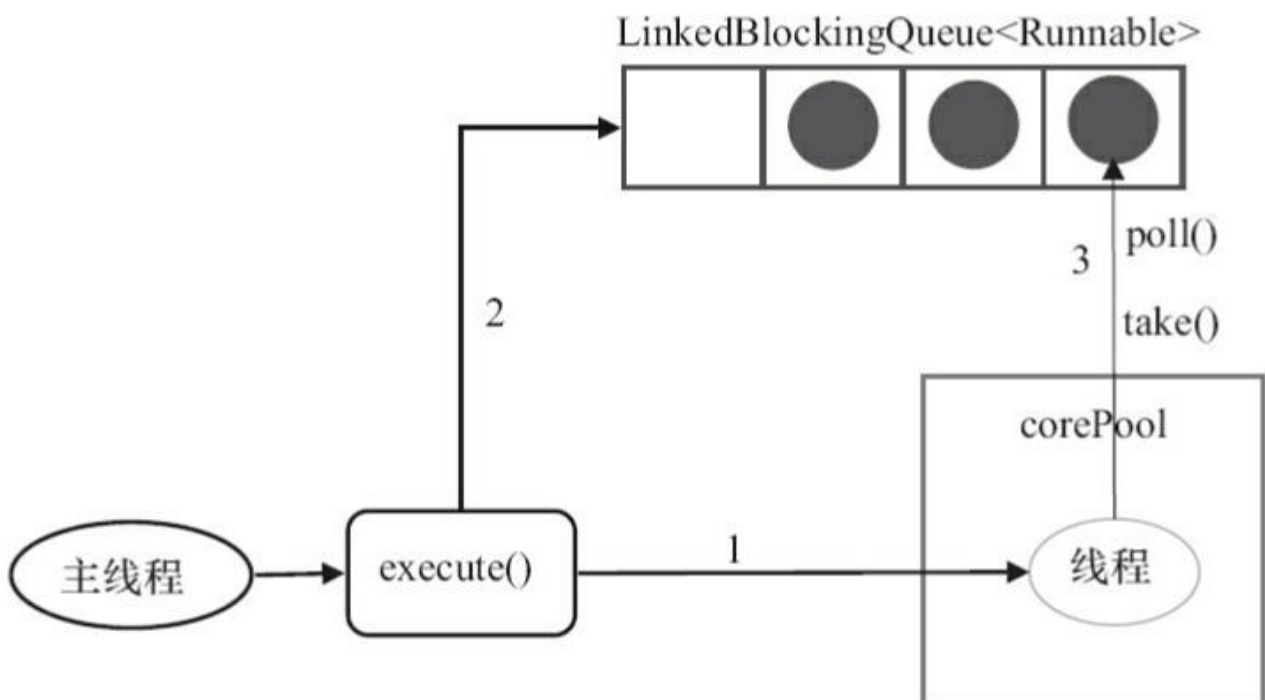 LinkedBlockingQueue<Runnable>
poll()
3
take()
2
corePool
主线程
execute()
1
线程